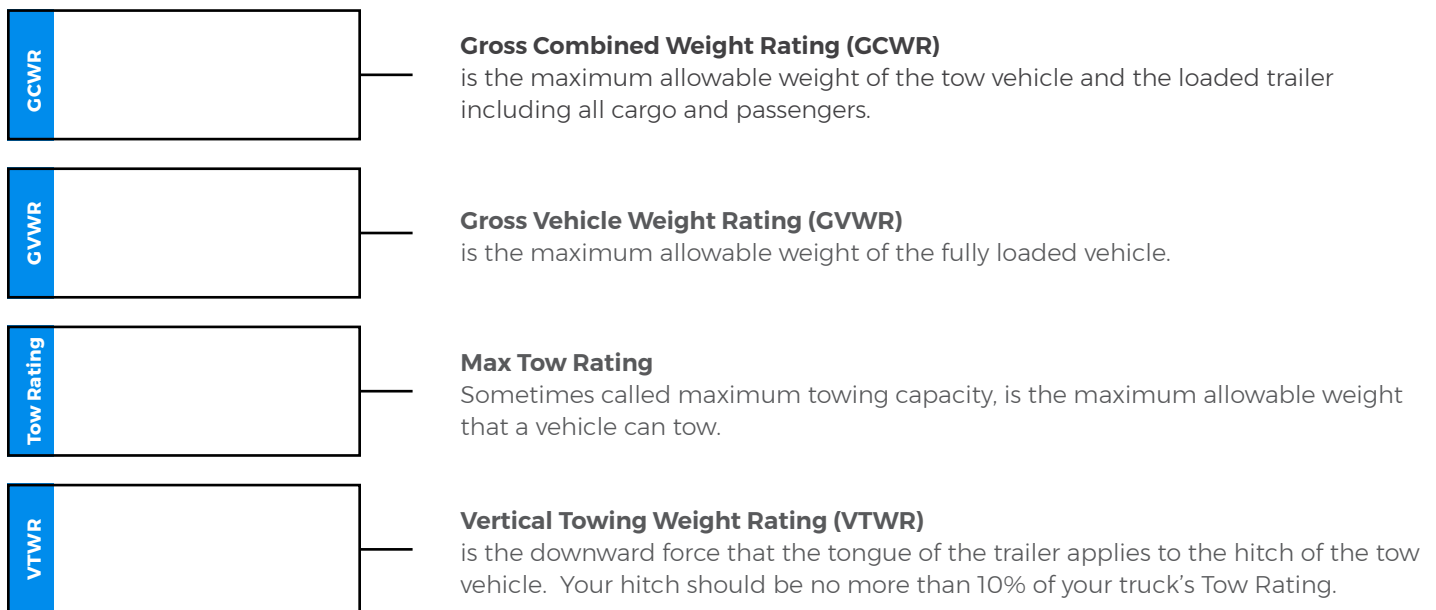 GCWR
Gross Combined Weight Rating (GCWR)
is the maximum allowable weight of the tow vehicle and the loaded trailer
including all cargo and passengers.
GVWR
Gross Vehicle Weight Rating (GVWR)
is the maximum allowable weight of the fully loaded vehicle.
Tow Rating
Max Tow Rating
Sometimes called maximum towing capacity, is the maximum allowable weight
that a vehicle can tow.
VTWR
Vertical Towing Weight Rating (VTWR)
is the downward force that the tongue of the trailer applies to the hitch of the tow
vehicle.  Your hitch should be no more than 10% of your truck's Tow Rating.